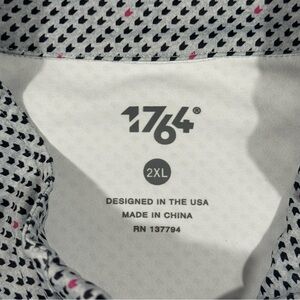 1764®
2XL
DESIGNED IN THE USA
MADE IN CHINA
RN 137794